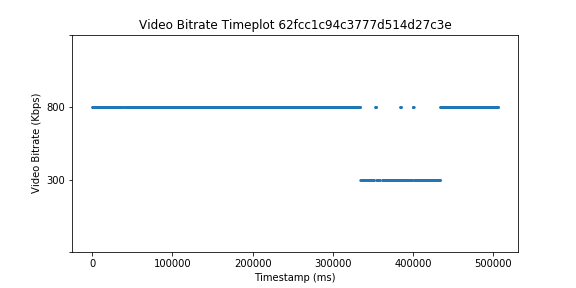 Video Bitrate Timeplot 62fcc1c94c3777d514d27c3e
Video Bitrate (Kbps)
800
300
0
100000
200000
300000
400000
500000
Timestamp (ms)